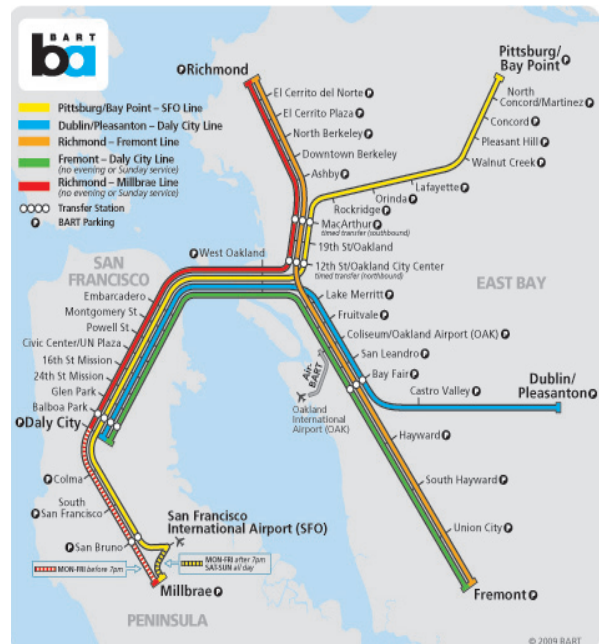 BART
ba
Pittsburg/Bay Point – SFO Line
Dublin/Pleasanton – Daly City Line
Richmond – Fremont Line
Fremont – Daly City Line
(no evening or Sunday service)
Richmond – Millbrae Line
(no evening or Sunday service)
Transfer Station
P BART Parking
P Richmond
El Cerrito del Norte P
El Cerrito Plaza P
North Berkeley P
Downtown Berkeley
Ashby P
Pittsburg/
Bay Point P
North
Concord/Martinez P
Concord P
Pleasant Hill P
Walnut Creek P
Lafayette P
Orinda P
Rockridge P
MacArthur P
timed transfer (southbound)
19th St/Oakland
12th St/Oakland City Center
timed transfer (northbound)
P West Oakland
SAN
FRANCISCO
EAST BAY
Embarcadero
Montgomery St
Powell St
Civic Center/UN Plaza
16th St Mission
24th St Mission
Glen Park
Balboa Park
P Daly City
Lake Merritt P
Fruitvale P
Coliseum/Oakland Airport (OAK) P
San Leandro P
Bay Fair P
Castro Valley P
Dublin/
Pleasanton P
Air-
BART
Oakland
International
Airport (OAK)
Hayward P
South Hayward P
Union City P
Fremont P
P Colma
South
P San Francisco
P San Bruno
San Francisco
International Airport (SFO)
MON-FRI before 7pm
MON-FRI after 7pm
SAT-SUN all day
Millbrae P
PENINSULA
© 2009 BART